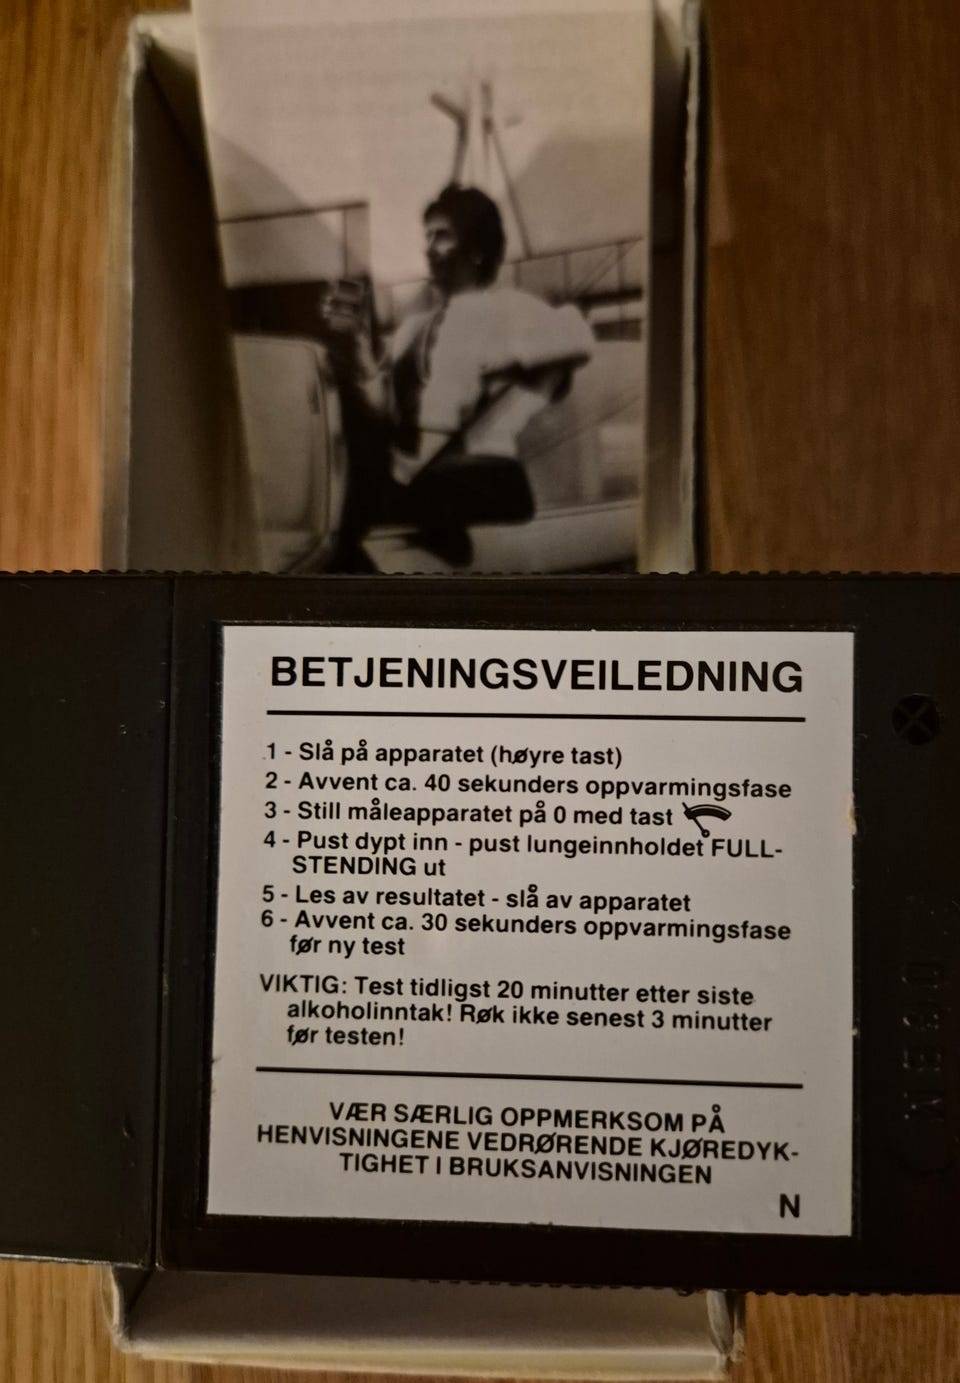 BETJENINGSVEILEDNING
1 - Slå på apparatet (høyre tast)
2 - Avvent ca. 40 sekunders oppvarmingsfase
3 - Still måleapparatet på 0 med tast
4 - Pust dypt inn - pust lungeinnholdet FULL-
STENDING ut
5 - Les av resultatet - slå av apparatet
6 - Avvent ca. 30 sekunders oppvarmingsfase
før ny test
VIKTIG: Test tidligst 20 minutter etter siste
alkoholinntak! Røk ikke senest 3 minutter
før testen!
VÆR SÆRLIG OPPMERKSOM PÅ
HENVISNINGENE VEDRØRENDE KJØREDYK-
TIGHET I BRUKSANVISNINGEN
N